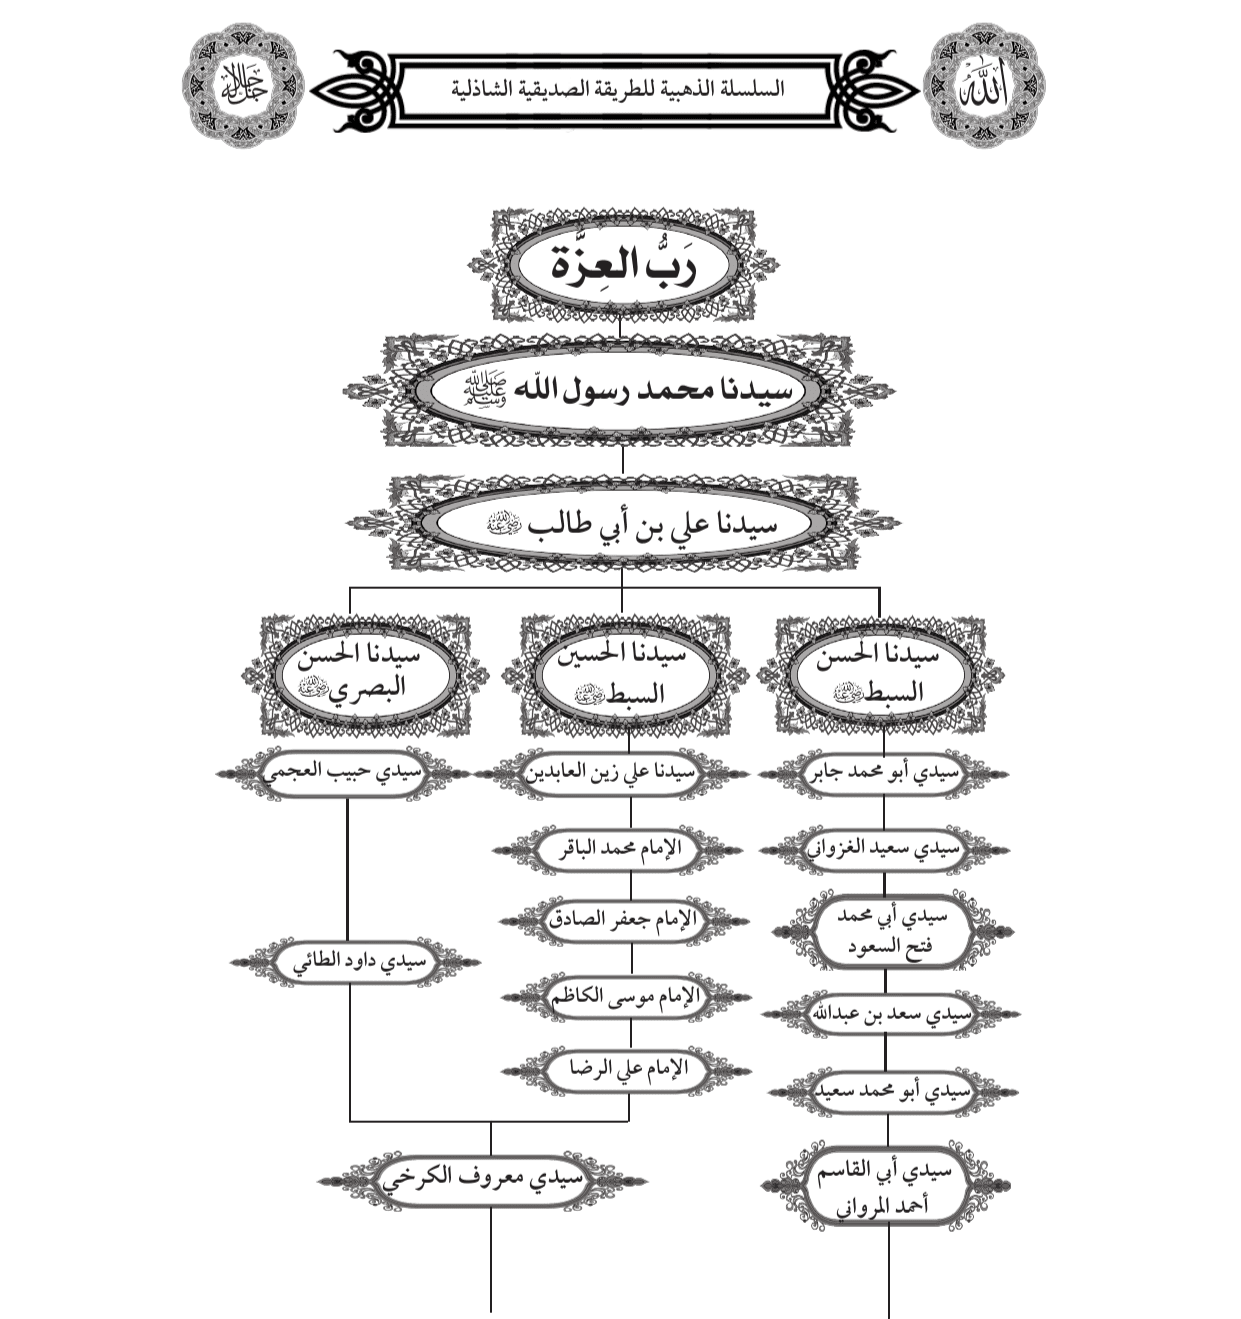 الله
السلسلة الذهبية للطريقة الصديقية الشاذلية
جل جلاله
رَبُّ العِزَّة
سيدنا محمد رسول الله ﷺ
سيدنا علي بن أبي طالب رضي الله عنه
سيدنا الحسن
السبط رضي الله عنه
سيدنا الحسين
السبط رضي الله عنه
سيدنا الحسن
البصري رضي الله عنه
سيدي أبو محمد جابر
سيدنا علي زين العابدين
سيدي حبيب العجمي
سيدي سعيد الغزواني
الإمام محمد الباقر
سيدي أبي محمد
فتح السعود
الإمام جعفر الصادق
سيدي داود الطائي
سيدي سعد بن عبدالله
الإمام موسى الكاظم
سيدي أبو محمد سعيد
الإمام علي الرضا
سيدي أبي القاسم
أحمد المرواني
سيدي معروف الكرخي